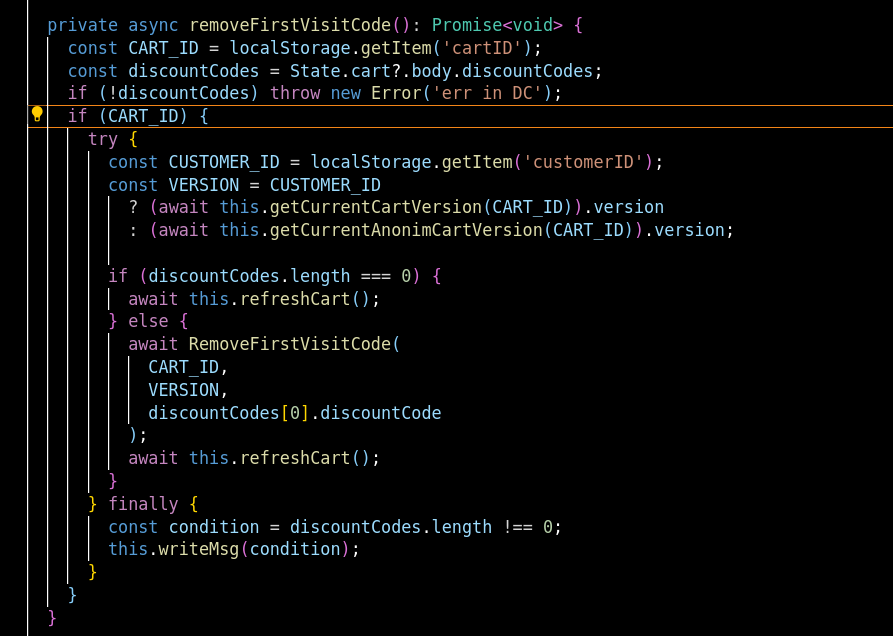 private async removeFirstVisitCode(): Promise<void> {
const CART_ID = localStorage.getItem('cartID');
const discountCodes = State.cart?.body.discountCodes;
if (!discountCodes) throw new Error('err in DC');
if (CART_ID) {
try {
const CUSTOMER_ID = localStorage.getItem('customerID');
const VERSION = CUSTOMER_ID
? (await this.getCurrentCartVersion(CART_ID)).version
: (await this.getCurrentAnonimCartVersion(CART_ID)).version;
if (discountCodes.length === 0) {
await this.refreshCart();
} else {
await RemoveFirstVisitCode(
CART_ID,
VERSION,
discountCodes[0].discountCode
);
await this.refreshCart();
}
} finally {
const condition = discountCodes.length !== 0;
this.writeMsg(condition);
}
}
}